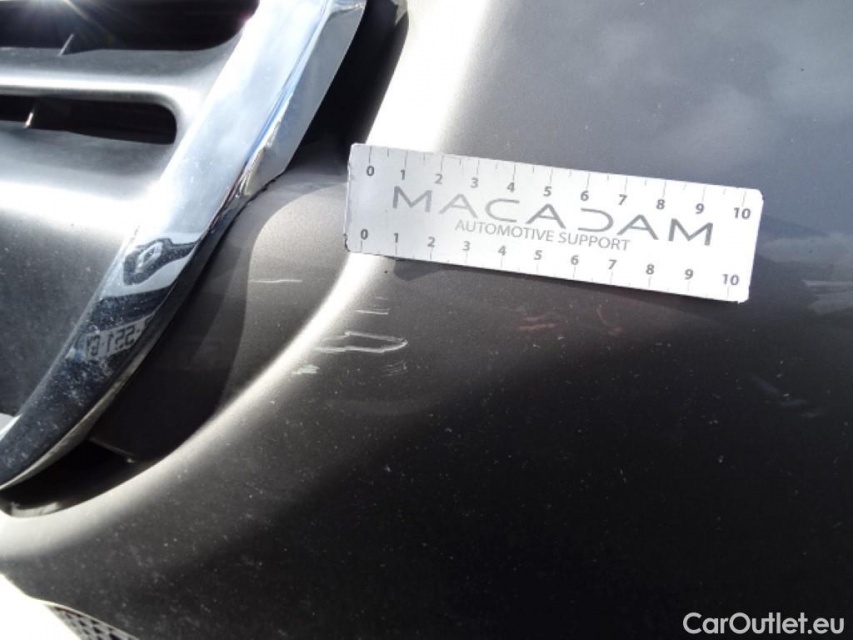 0 1 2 3 4 5 6 7 8 9 10
MACADAM
AUTOMOTIVE SUPPORT
0 1 2 3 4 5 6 7 8 9 10
CarOutlet.eu